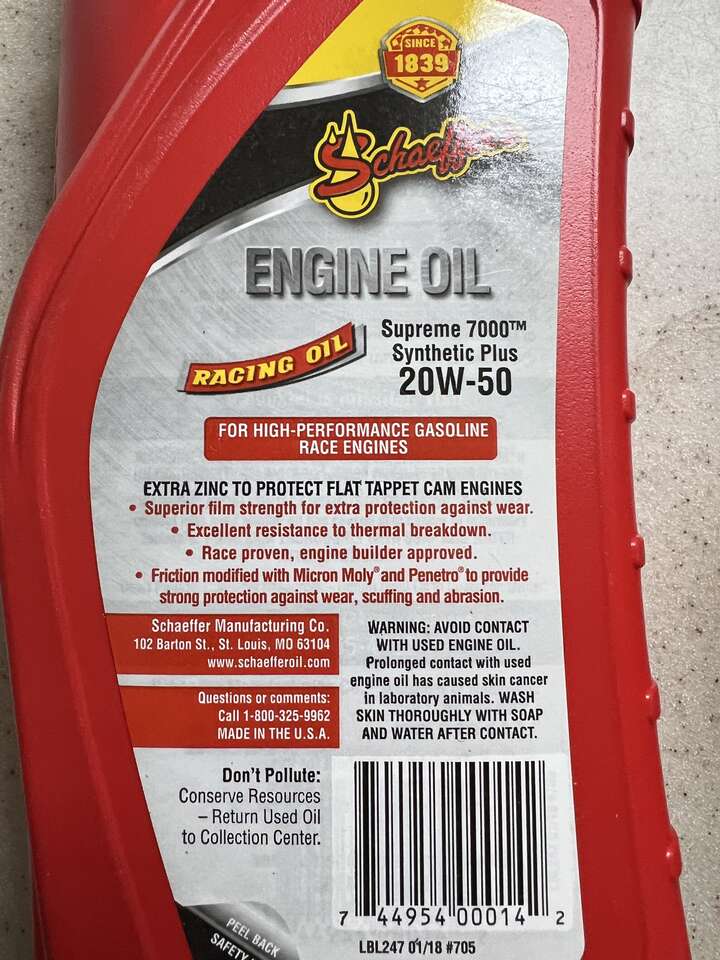 SINCE
1839
Schaeffer's
ENGINE OIL
RACING OIL
Supreme 7000™
Synthetic Plus
20W-50
FOR HIGH-PERFORMANCE GASOLINE
RACE ENGINES
EXTRA ZINC TO PROTECT FLAT TAPPET CAM ENGINES
• Superior film strength for extra protection against wear.
• Excellent resistance to thermal breakdown.
• Race proven, engine builder approved.
• Friction modified with Micron Moly® and Penetro® to provide
strong protection against wear, scuffing and abrasion.
Schaeffer Manufacturing Co.
102 Barton St., St. Louis, MO 63104
www.schaefferoil.com
Questions or comments:
Call 1-800-325-9962
MADE IN THE U.S.A.
WARNING: AVOID CONTACT
WITH USED ENGINE OIL.
Prolonged contact with used
engine oil has caused skin cancer
in laboratory animals. WASH
SKIN THOROUGHLY WITH SOAP
AND WATER AFTER CONTACT.
Don't Pollute:
Conserve Resources
– Return Used Oil
to Collection Center.
7 44954 00014 2
LBL247 01/18 #705
PEEL BACK
SAFETY